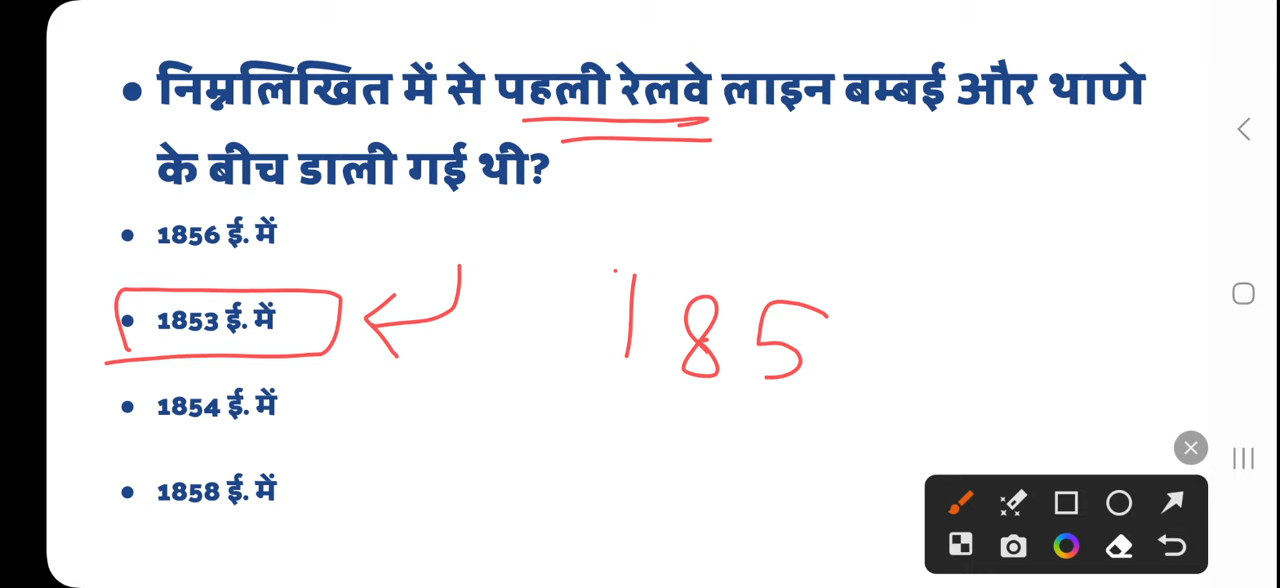 • निम्नलिखित में से पहली रेलवे लाइन बम्बई और थाणे
के बीच डाली गई थी?
• 1856 ई. में
• 1853 ई. में
185
• 1854 ई. में
• 1858 ई. में